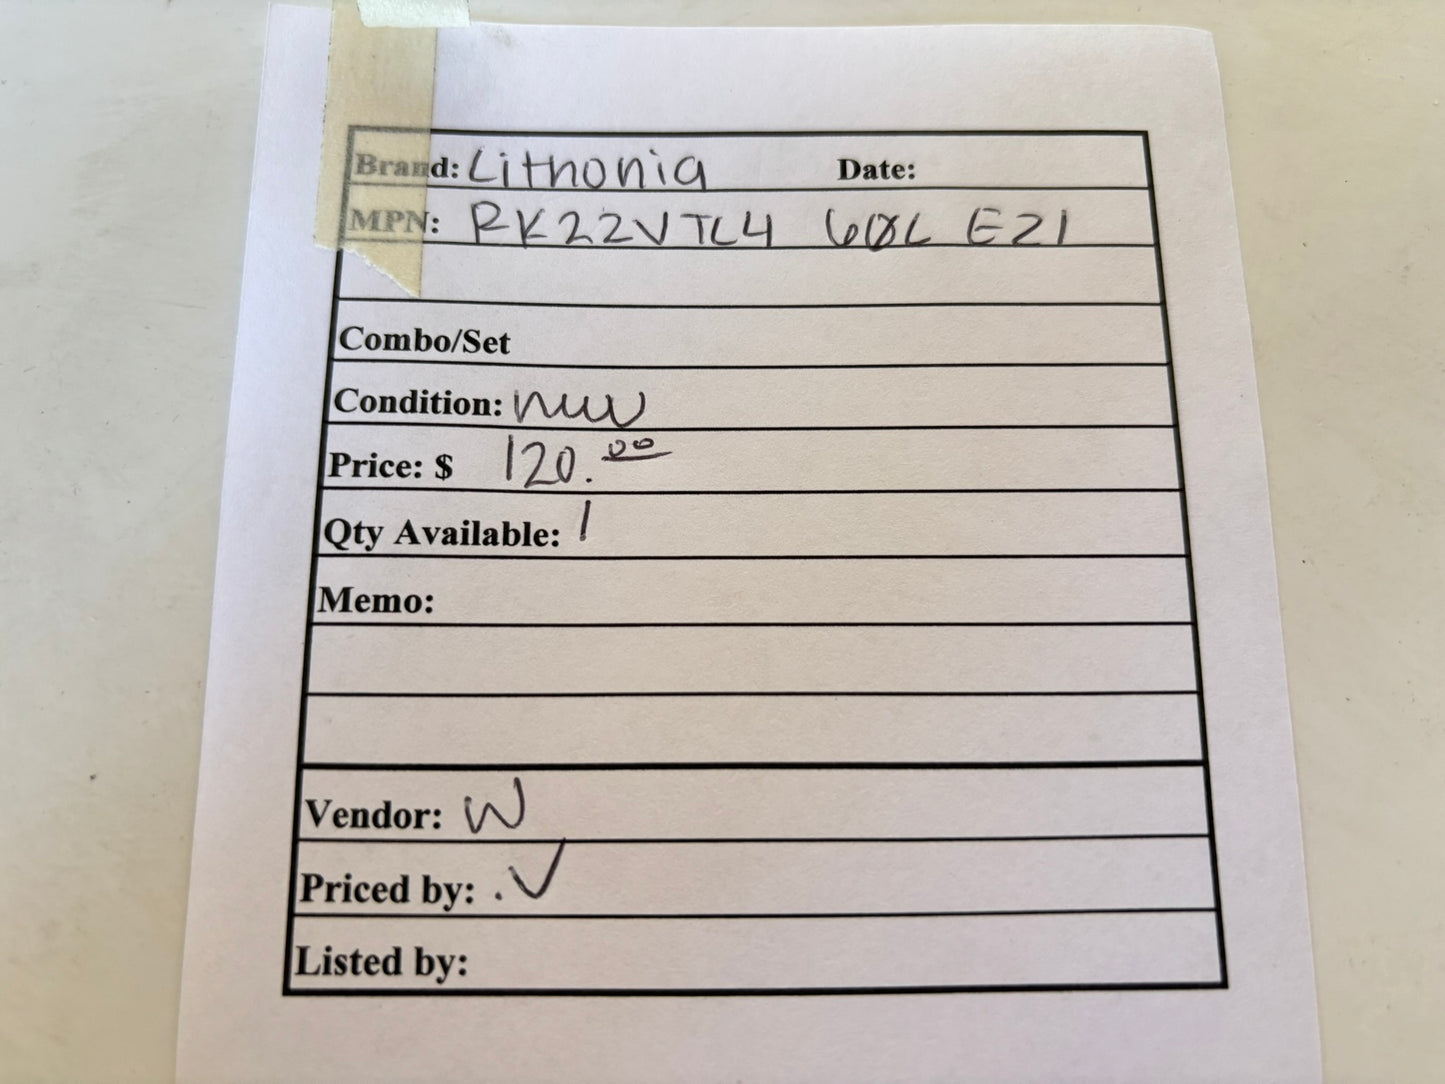 Brand: Lithonia Date:
MPN: RK22VTL4 60L EZ1
Combo/Set
Condition: new
Price: $ 120.00
Qty Available: 1
Memo:
Vendor: W
Priced by: .V
Listed by: